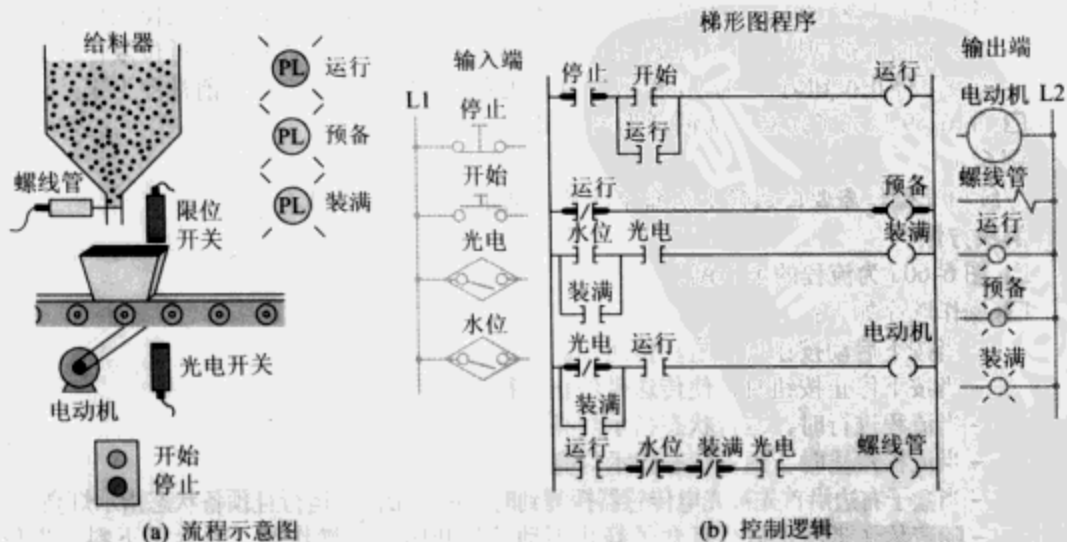 梯形图程序
给料器
PL 运行
PL 预备
PL 装满
螺线管
限位
开关
光电开关
电动机
开始
停止
(a) 流程示意图
输入端
L1
停止
开始
光电
水位
停止 开始 运行
运行
运行 预备
水位 光电 装满
装满
光电 运行 电动机
装满
运行 水位 装满 光电 螺线管
(b) 控制逻辑
输出端
电动机 L2
螺线管
运行
预备
装满